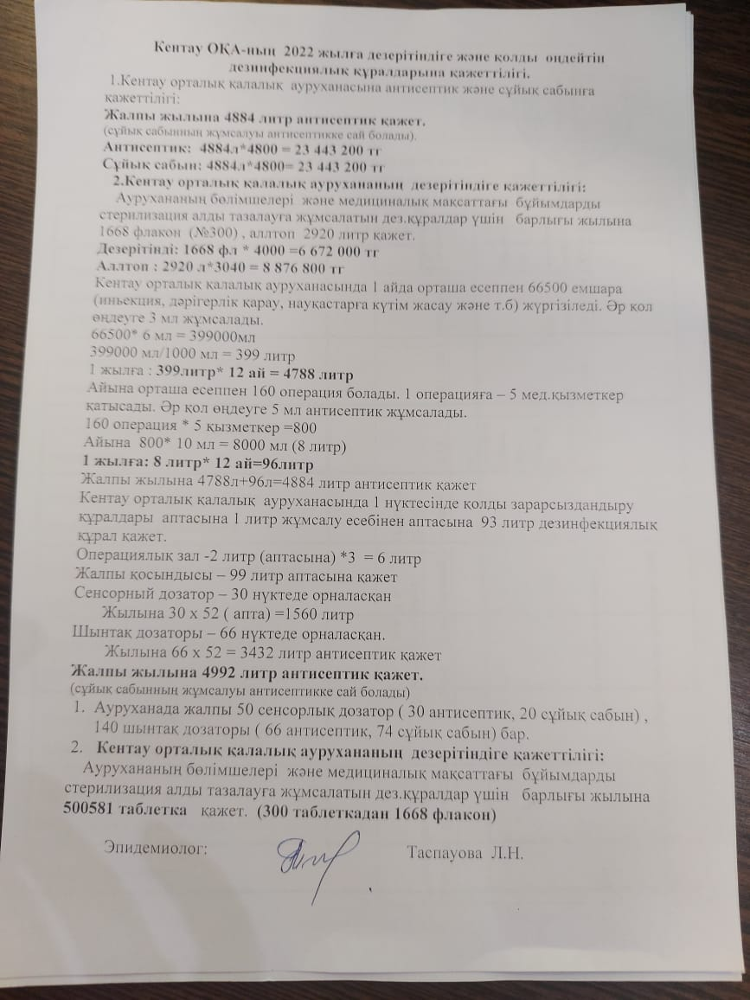 Кентау ОҚА-ның 2022 жылға дезерітіндіге және қолды өңдейтін
дезинфекциялық құралдарына қажеттілігі.
1.Кентау орталық қалалық ауруханасына антисептик және сұйық сабынға
қажеттілігі:
Жалпы жылына 4884 литр антисептик қажет.
(сұйық сабынның жұмсалуы антисептикке сай болады).
Антисептик: 4884л*4800 = 23 443 200 тг
Сұйық сабын: 4884л*4800= 23 443 200 тг
2.Кентау орталық қалалық аурухананың дезерітіндіге қажеттілігі:
Аурухананың бөлімшелері және медициналық мақсаттағы бұйымдарды
стерилизация алды тазалауға жұмсалатын дез.құралдар үшін барлығы жылына
1668 флакон (№300) , аллтоп 2920 литр қажет.
Дезерітінді: 1668 фл * 4000 =6 672 000 тг
Аллтоп : 2920 л*3040 = 8 876 800 тг
Кентау орталық қалалық ауруханасында 1 айда орташа есеппен 66500 емшара
(иньекция, дәрігерлік қарау, науқастарға күтім жасау және т.б) жүргізіледі. Әр кол
өңдеуге 3 мл жұмсалады.
66500* 6 мл = 399000мл
399000 мл/1000 мл = 399 литр
1 жылға : 399литр* 12 ай = 4788 литр
Айына орташа есеппен 160 операция болады. 1 операцияға – 5 мед.қызметкер
қатысады. Әр қол өңдеуге 5 мл антисептик жұмсалады.
160 операция * 5 қызметкер =800
Айына 800* 10 мл = 8000 мл (8 литр)
1 жылға: 8 литр* 12 ай=96литр
Жалпы жылына 4788л+96л=4884 литр антисептик қажет
Кентау орталық қалалық ауруханасында 1 нүктесінде қолды зарарсыздандыру
құралдары аптасына 1 литр жұмсалу есебінен аптасына 93 литр дезинфекциялық
құрал қажет.
Операциялық зал -2 литр (аптасына) *3 = 6 литр
Жалпы қосындысы – 99 литр аптасына қажет
Сенсорный дозатор – 30 нүктеде орналасқан
Жылына 30 х 52 ( апта) =1560 литр
Шынтақ дозаторы – 66 нүктеде орналасқан.
Жылына 66 х 52 = 3432 литр антисептик қажет
Жалпы жылына 4992 литр антисептик қажет.
(сұйық сабынның жұмсалуы антисептикке сай болады)
1. Ауруханада жалпы 50 сенсорлық дозатор ( 30 антисептик, 20 сұйық сабын) ,
140 шынтақ дозаторы ( 66 антисептик, 74 сұйық сабын) бар.
2. Кентау орталық қалалық аурухананың дезерітіндіге қажеттілігі:
Аурухананың бөлімшелері және медициналық мақсаттағы бұйымдарды
стерилизация алды тазалауға жұмсалатын дез.құралдар үшін барлығы жылына
500581 таблетка қажет. (300 таблеткадан 1668 флакон)
Эпидемиолог: Таспауова Л.Н.